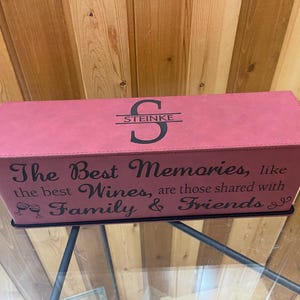 S
STEINKE
The Best Memories, like
the best Wines, are those shared with
Family & Friends